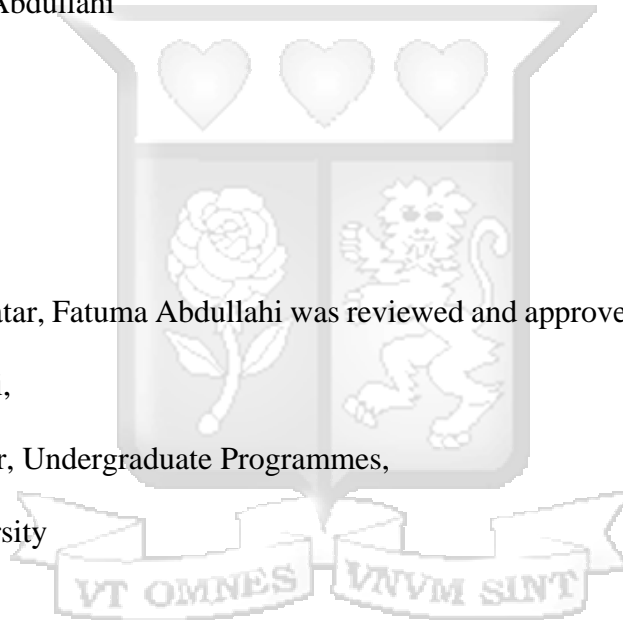 Abdullahi
atar, Fatuma Abdullahi was reviewed and approve
,
r, Undergraduate Programmes,
rsity
VT OMNES VNVM SINT